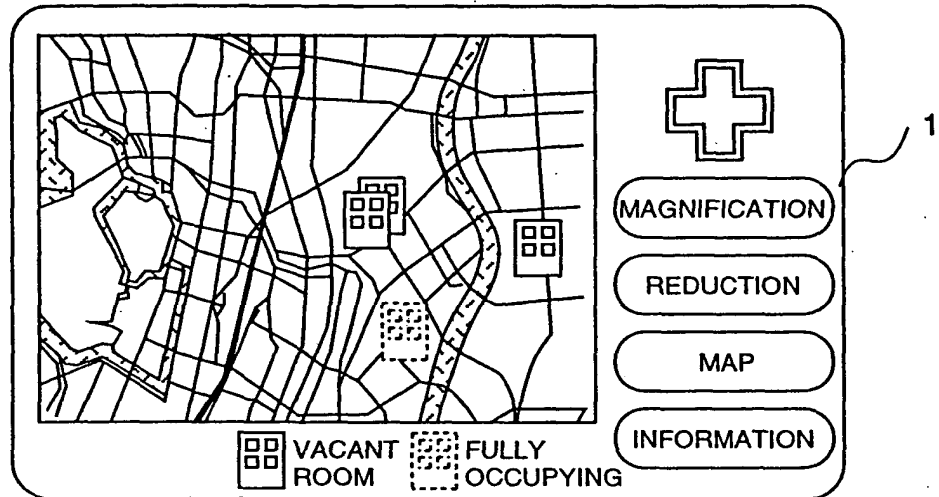 1
MAGNIFICATION
REDUCTION
MAP
INFORMATION
VACANT
ROOM
FULLY
OCCUPYING